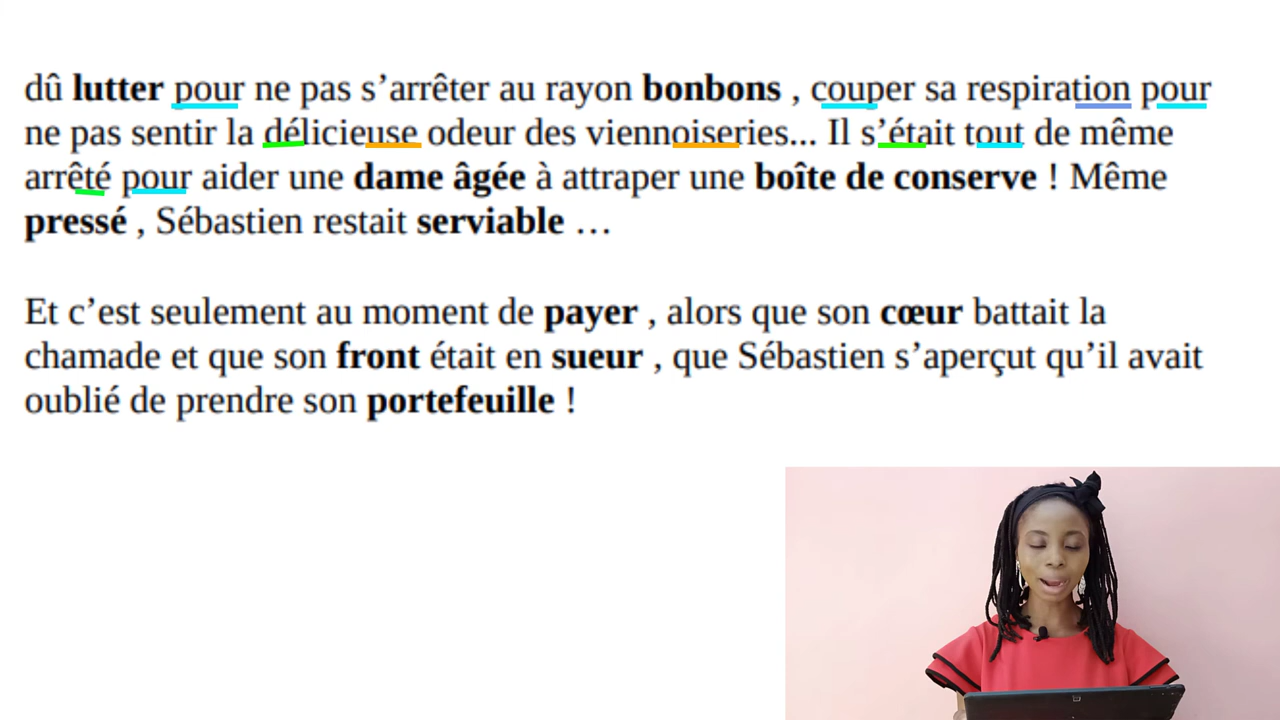 dû lutter pour ne pas s’arrêter au rayon bonbons , couper sa respiration pour
ne pas sentir la délicieuse odeur des viennoiseries... Il s’était tout de même
arrêté pour aider une dame âgée à attraper une boîte de conserve ! Même
pressé , Sébastien restait serviable …
Et c’est seulement au moment de payer , alors que son cœur battait la
chamade et que son front était en sueur , que Sébastien s’aperçut qu’il avait
oublié de prendre son portefeuille !